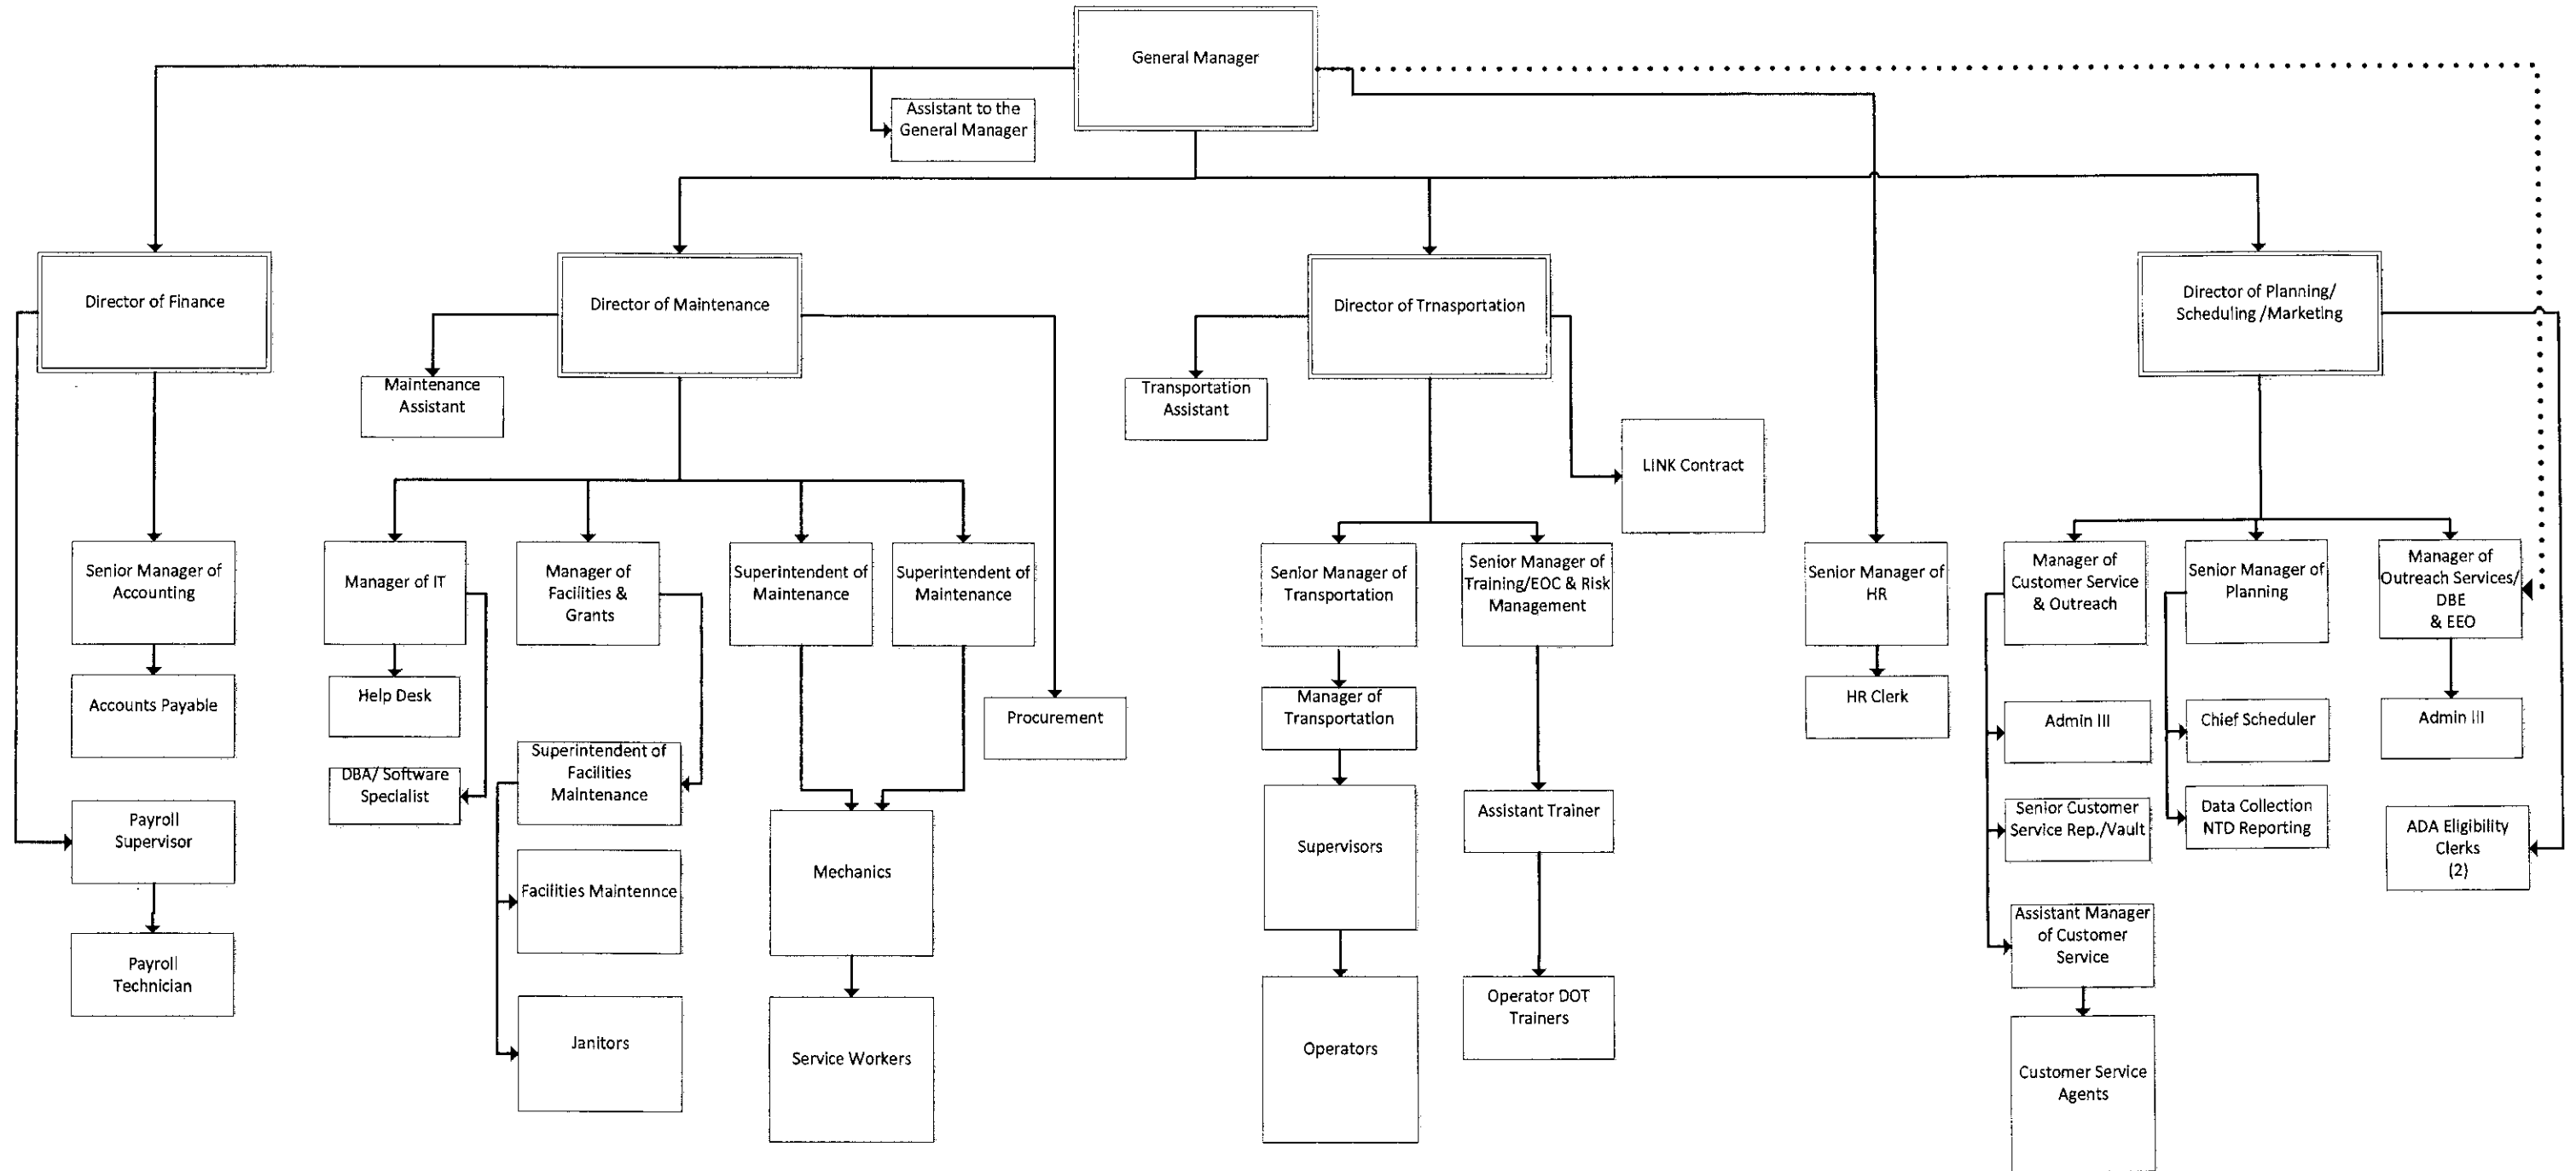 General Manager
Assistant to the
General Manager
Director of Finance
Director of Maintenance
Director of Trnasportation
Director of Planning/
Scheduling /Marketing
Maintenance
Assistant
Transportation
Assistant
LINK Contract
Senior Manager of
Accounting
Manager of IT
Manager of
Facilities &
Grants
Superintendent of
Maintenance
Superintendent of
Maintenance
Senior Manager of
Transportation
Senior Manager of
Training/EOC & Risk
Management
Senior Manager of
HR
Manager of
Customer Service
& Outreach
Senior Manager of
Planning
Manager of
Outreach Services/
DBE
& EEO
Accounts Payable
Help Desk
Procurement
Manager of
Transportation
HR Clerk
Admin III
Chief Scheduler
Admin III
DBA/ Software
Specialist
Superintendent of
Facilities
Maintenance
Payroll
Supervisor
Mechanics
Supervisors
Assistant Trainer
Senior Customer
Service Rep./Vault
Data Collection
NTD Reporting
ADA Eligibility
Clerks
(2)
Facilities Maintennce
Payroll
Technician
Assistant Manager
of Customer
Service
Janitors
Service Workers
Operators
Operator DOT
Trainers
Customer Service
Agents